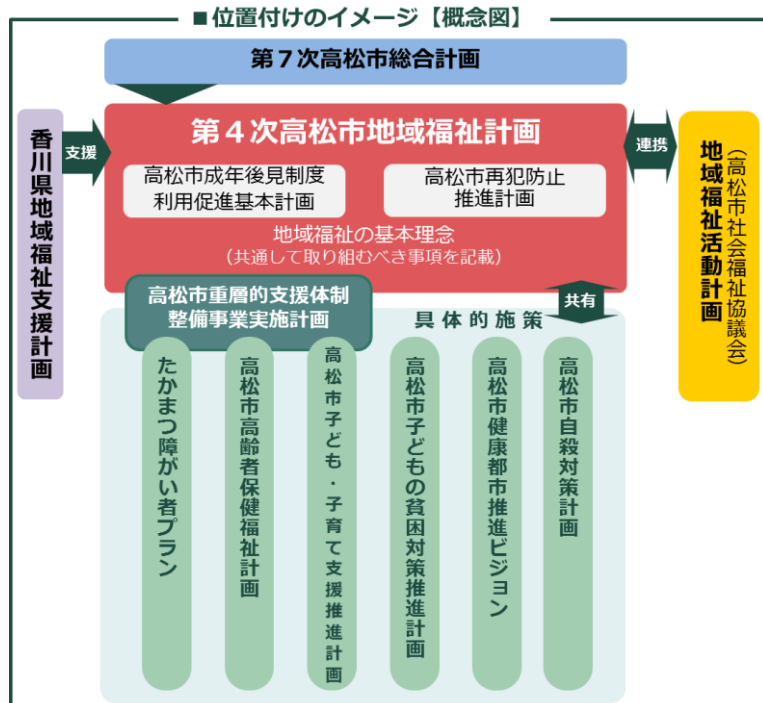 ■位置付けのイメージ【概念図】
第７次高松市総合計画
香川県地域福祉支援計画
支援
第４次高松市地域福祉計画
高松市成年後見制度
利用促進基本計画
高松市再犯防止
推進計画
地域福祉の基本理念
(共通して取り組むべき事項を記載)
連携
地域福祉活動計画
（高松市社会福祉協議会）
高松市重層的支援体制
整備事業実施計画
共有
具体的施策
たかまつ障がい者プラン
高松市高齢者保健福祉計画
高松市子ども・子育て支援推進計画
高松市子どもの貧困対策推進計画
高松市健康都市推進ビジョン
高松市自殺対策計画